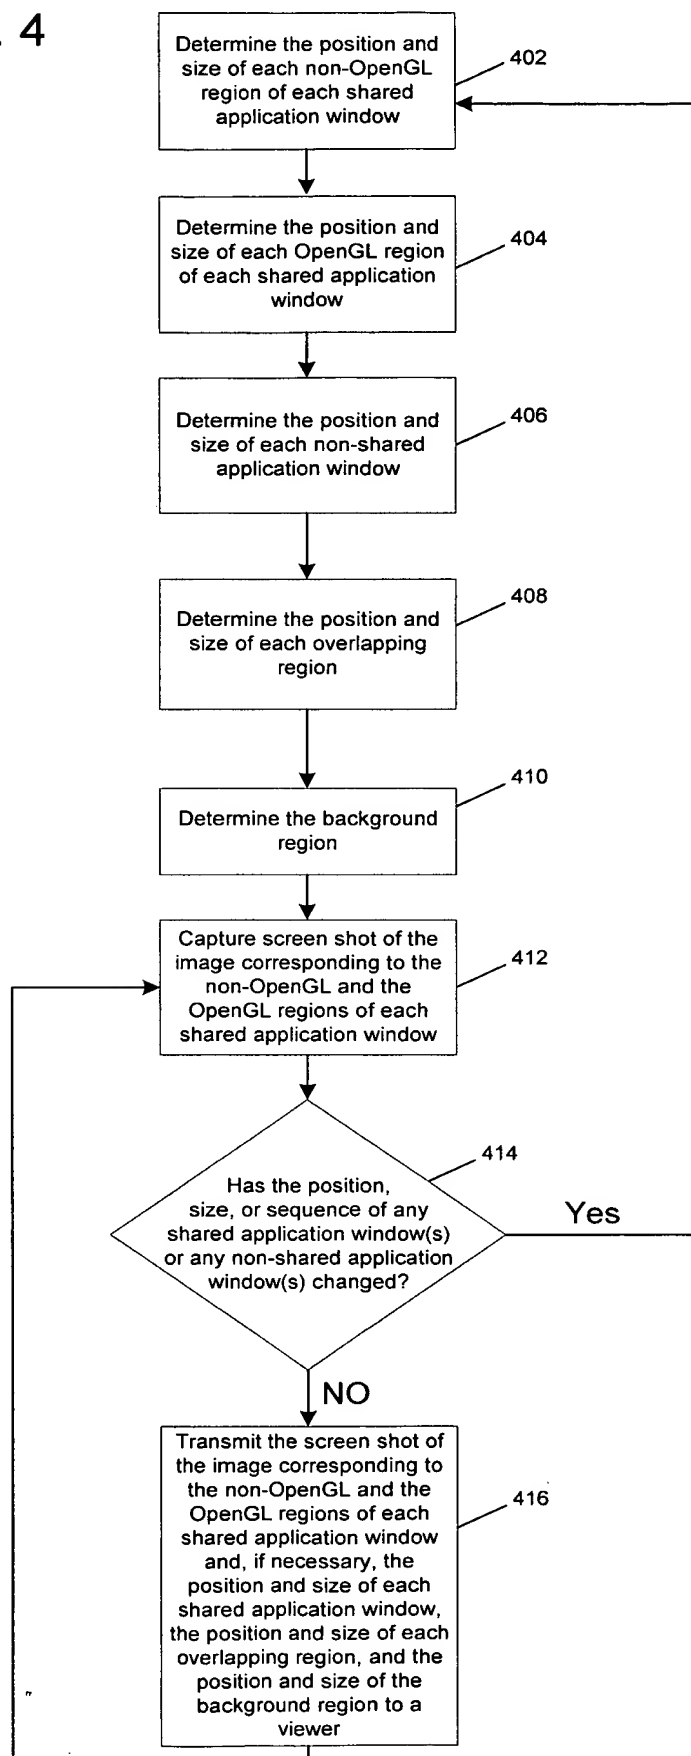 . 4
Determine the position and
size of each non-OpenGL
region of each shared
application window
402
Determine the position and
size of each OpenGL region
of each shared application
window
404
Determine the position and
size of each non-shared
application window
406
Determine the position and
size of each overlapping
region
408
Determine the background
region
410
Capture screen shot of the
image corresponding to the
non-OpenGL and the
OpenGL regions of each
shared application window
412
Has the position,
size, or sequence of any
shared application window(s)
or any non-shared application
window(s) changed?
414
Yes
NO
Transmit the screen shot of
the image corresponding to
the non-OpenGL and the
OpenGL regions of each
shared application window
and, if necessary, the
position and size of each
shared application window,
the position and size of each
overlapping region, and the
position and size of the
background region to a
viewer
416